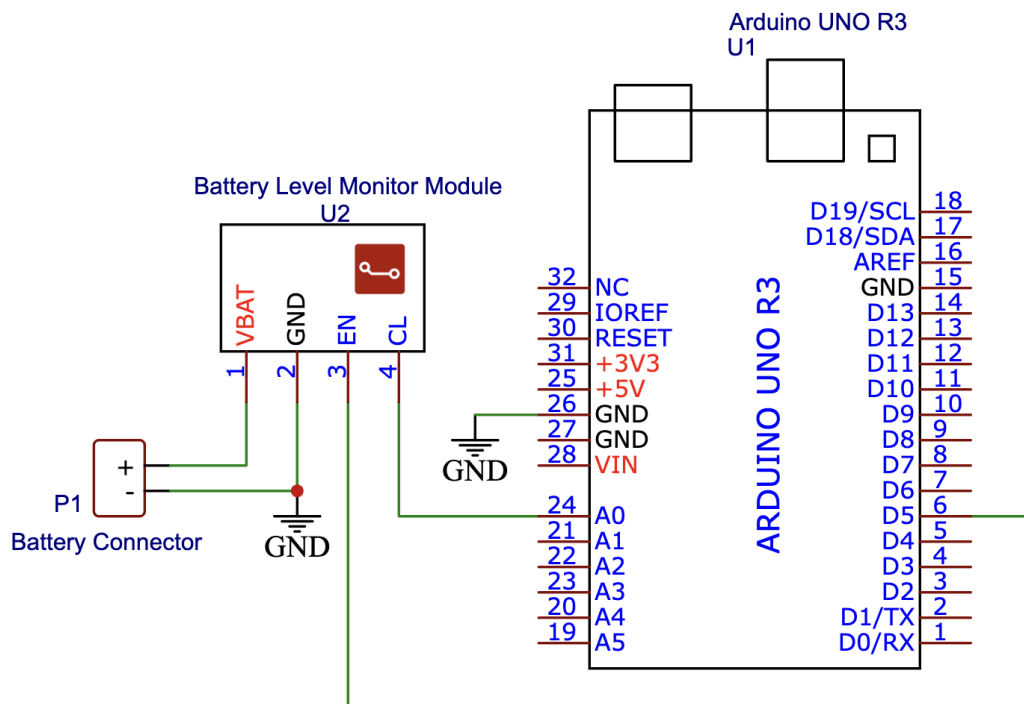 Arduino UNO R3
U1
Battery Level Monitor Module
U2
VBAT
GND
EN
CL
1
2
3
4
+
-
P1
Battery Connector
GND
GND
32 NC
29 IOREF
30 RESET
31 +3V3
25 +5V
26 GND
27 GND
28 VIN
24 A0
21 A1
22 A2
23 A3
20 A4
19 A5
ARDUINO UNO R3
D19/SCL 18
D18/SDA 17
AREF 16
GND 15
D13 14
D12 13
D11 12
D10 11
D9 10
D8 9
D7 8
D6 7
D5 6
D4 5
D3 4
D2 3
D1/TX 2
D0/RX 1